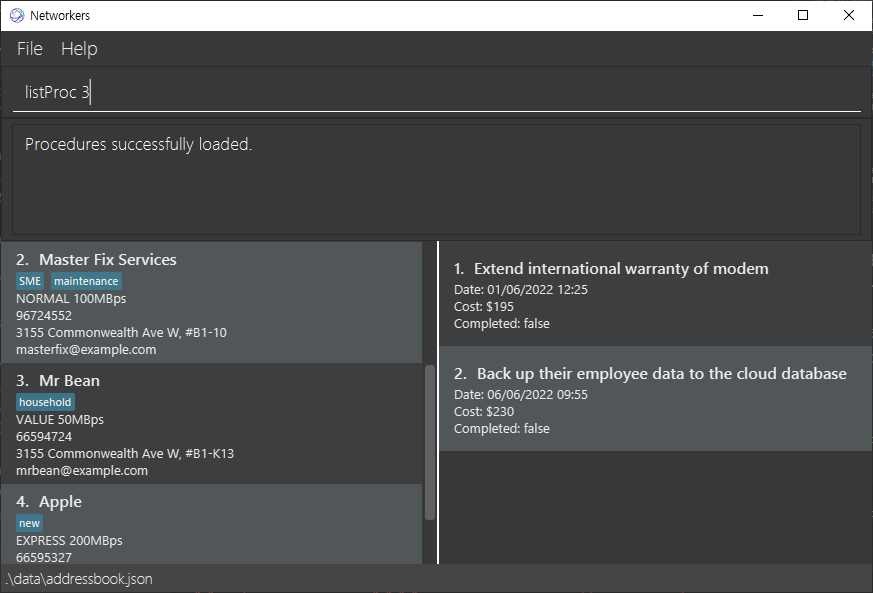 Networkers
File Help
listProc 3
Procedures successfully loaded.
2. Master Fix Services
SME maintenance
NORMAL 100MBps
96724552
3155 Commonwealth Ave W, #B1-10
masterfix@example.com
3. Mr Bean
household
VALUE 50MBps
66594724
3155 Commonwealth Ave W, #B1-K13
mrbean@example.com
4. Apple
new
EXPRESS 200MBps
66595327
1. Extend international warranty of modem
Date: 01/06/2022 12:25
Cost: $195
Completed: false
2. Back up their employee data to the cloud database
Date: 06/06/2022 09:55
Cost: $230
Completed: false
.\data\addressbook.json